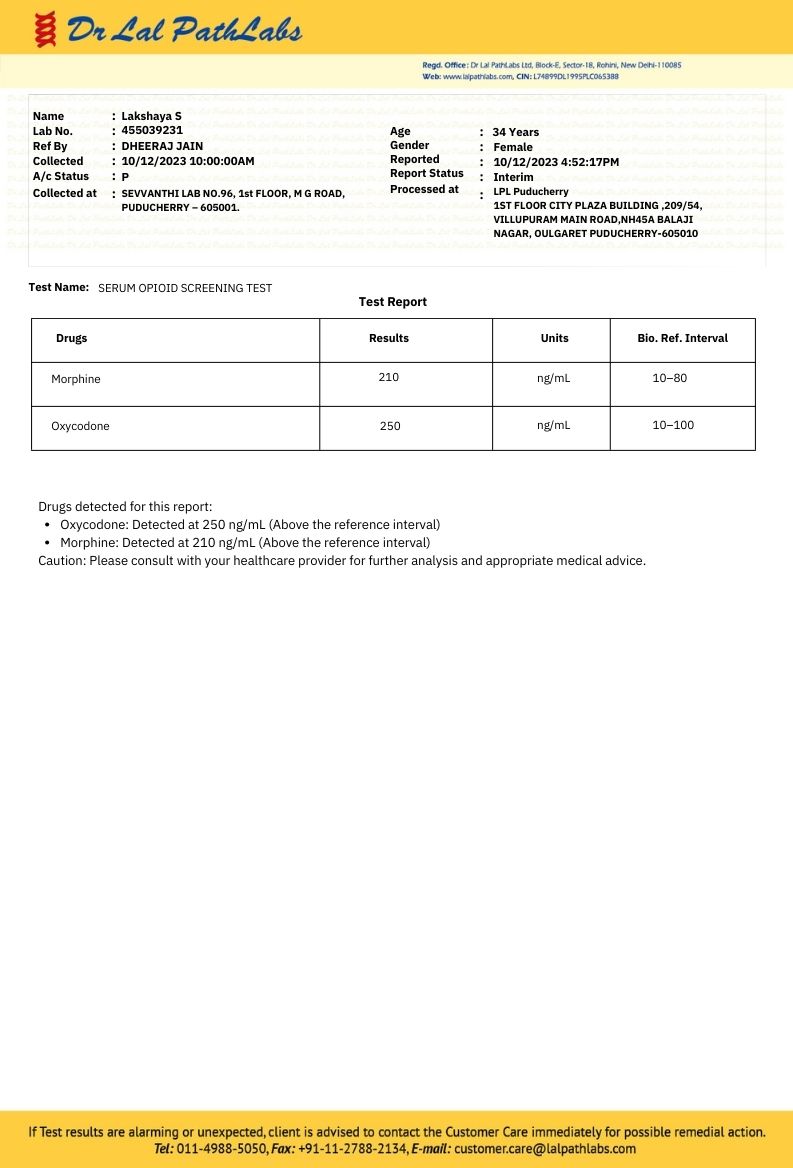 Dr Lal PathLabs
Regd. Office: Dr Lal PathLabs Ltd, Block-E, Sector-18, Rohini, New Delhi-110085
Web: www.lalpathlabs.com, CIN: L74899DL1995PLC065388
Name : Lakshaya S
Lab No. : 455039231
Ref By : DHEERAJ JAIN
Collected : 10/12/2023 10:00:00AM
A/c Status : P
Collected at : SEVVANTHI LAB NO.96, 1st FLOOR, M G ROAD,
PUDUCHERRY – 605001.
Age : 34 Years
Gender : Female
Reported : 10/12/2023 4:52:17PM
Report Status : Interim
Processed at : LPL Puducherry
1ST FLOOR CITY PLAZA BUILDING ,209/54,
VILLUPURAM MAIN ROAD,NH45A BALAJI
NAGAR, OULGARET PUDUCHERRY-605010
Test Name: SERUM OPIOID SCREENING TEST
Test Report
Drugs Results Units Bio. Ref. Interval
Morphine 210 ng/mL 10–80
Oxycodone 250 ng/mL 10–100
Drugs detected for this report:
• Oxycodone: Detected at 250 ng/mL (Above the reference interval)
• Morphine: Detected at 210 ng/mL (Above the reference interval)
Caution: Please consult with your healthcare provider for further analysis and appropriate medical advice.
If Test results are alarming or unexpected, client is advised to contact the Customer Care immediately for possible remedial action.
Tel: 011-4988-5050, Fax: +91-11-2788-2134, E-mail: customer.care@lalpathlabs.com